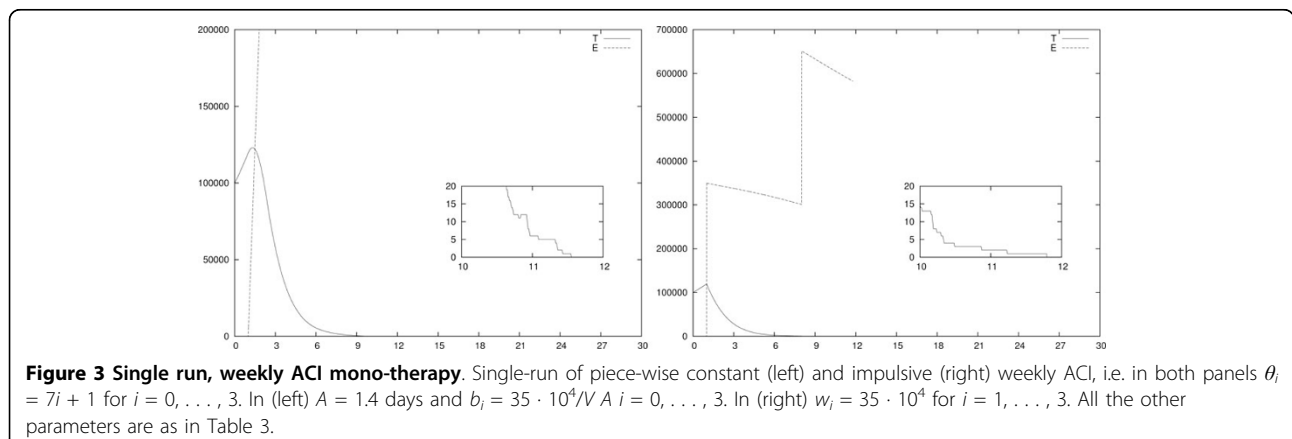 200000
150000
100000
50000
0
0 3 6 9 12 15 18 21 24 27 30
T
E
20
15
10
5
0
10 11 12
700000
600000
500000
400000
300000
200000
100000
0
0 3 6 9 12 15 18 21 24 27 30
T
E
20
15
10
5
0
10 11 12
Figure 3 Single run, weekly ACI mono-therapy. Single-run of piece-wise constant (left) and impulsive (right) weekly ACI, i.e. in both panels θi
= 7i + 1 for i = 0, . . . , 3. In (left) A = 1.4 days and bi = 35 · 10⁴/V A i = 0, . . . , 3. In (right) wi = 35 · 10⁴ for i = 1, . . . , 3. All the other
parameters are as in Table 3.